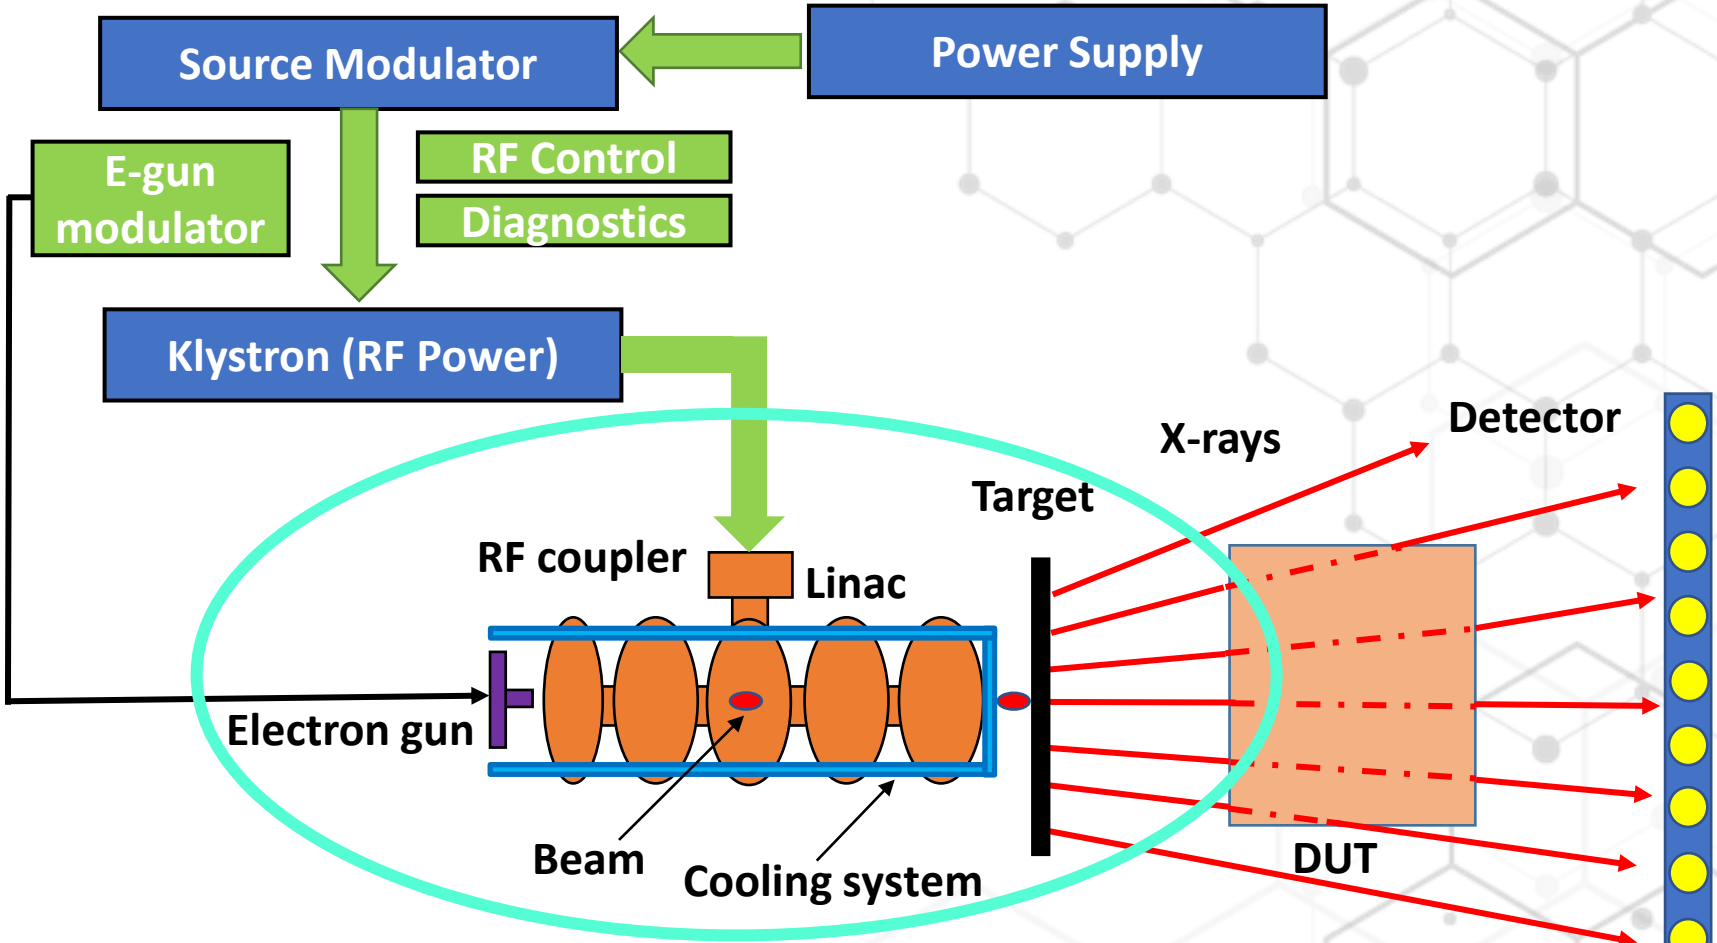 Source Modulator
Power Supply
E-gun
modulator
RF Control
Diagnostics
Klystron (RF Power)
Detector
X-rays
Target
RF coupler
Linac
Electron gun
Beam
Cooling system
DUT